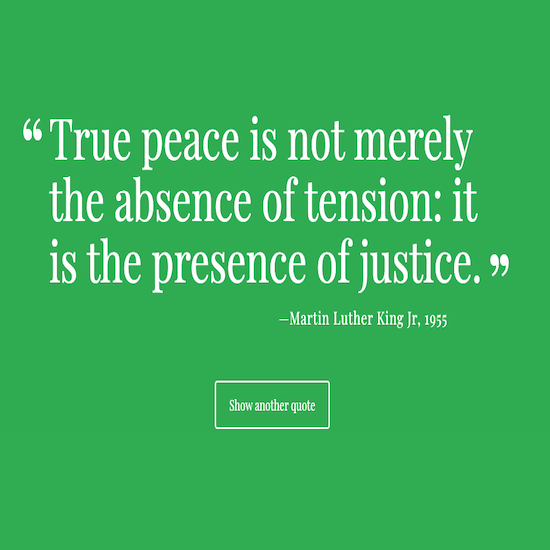 “True peace is not merely
the absence of tension: it
is the presence of justice.”
—Martin Luther King Jr, 1955
Show another quote